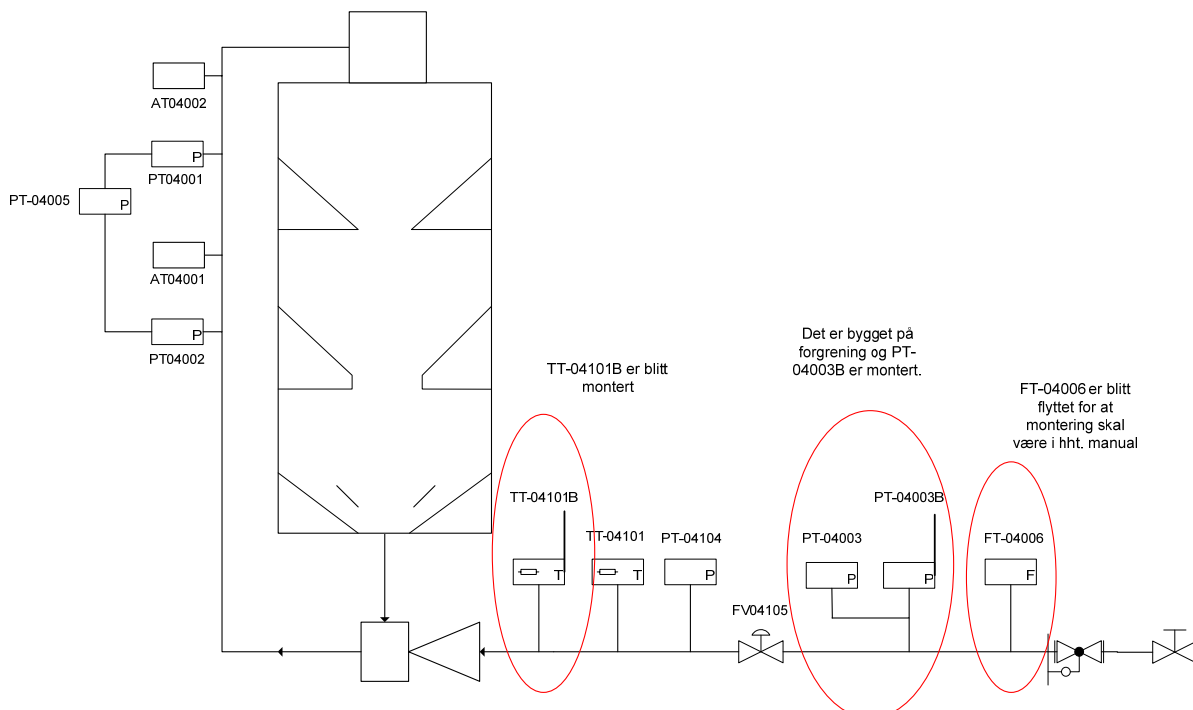 AT04002
P
PT04001
PT-04005
P
AT04001
P
PT04002
TT-04101B er blitt
montert
Det er bygget på
forgrening og PT-
04003B er montert.
FT-04006 er blitt
flyttet for at
montering skal
være i hht. manual
TT-04101B
T
TT-04101
T
PT-04104
P
FV04105
PT-04003
P
PT-04003B
P
FT-04006
F